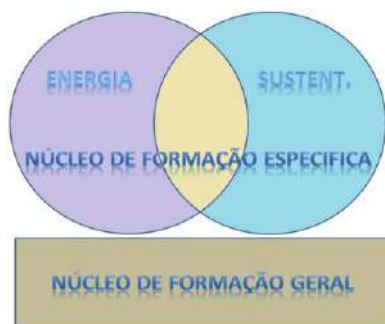 ENERGIA SUSTENT.
NÚCLEO DE FORMAÇÃO ESPECIFICA
NÚCLEO DE FORMAÇÃO GERAL